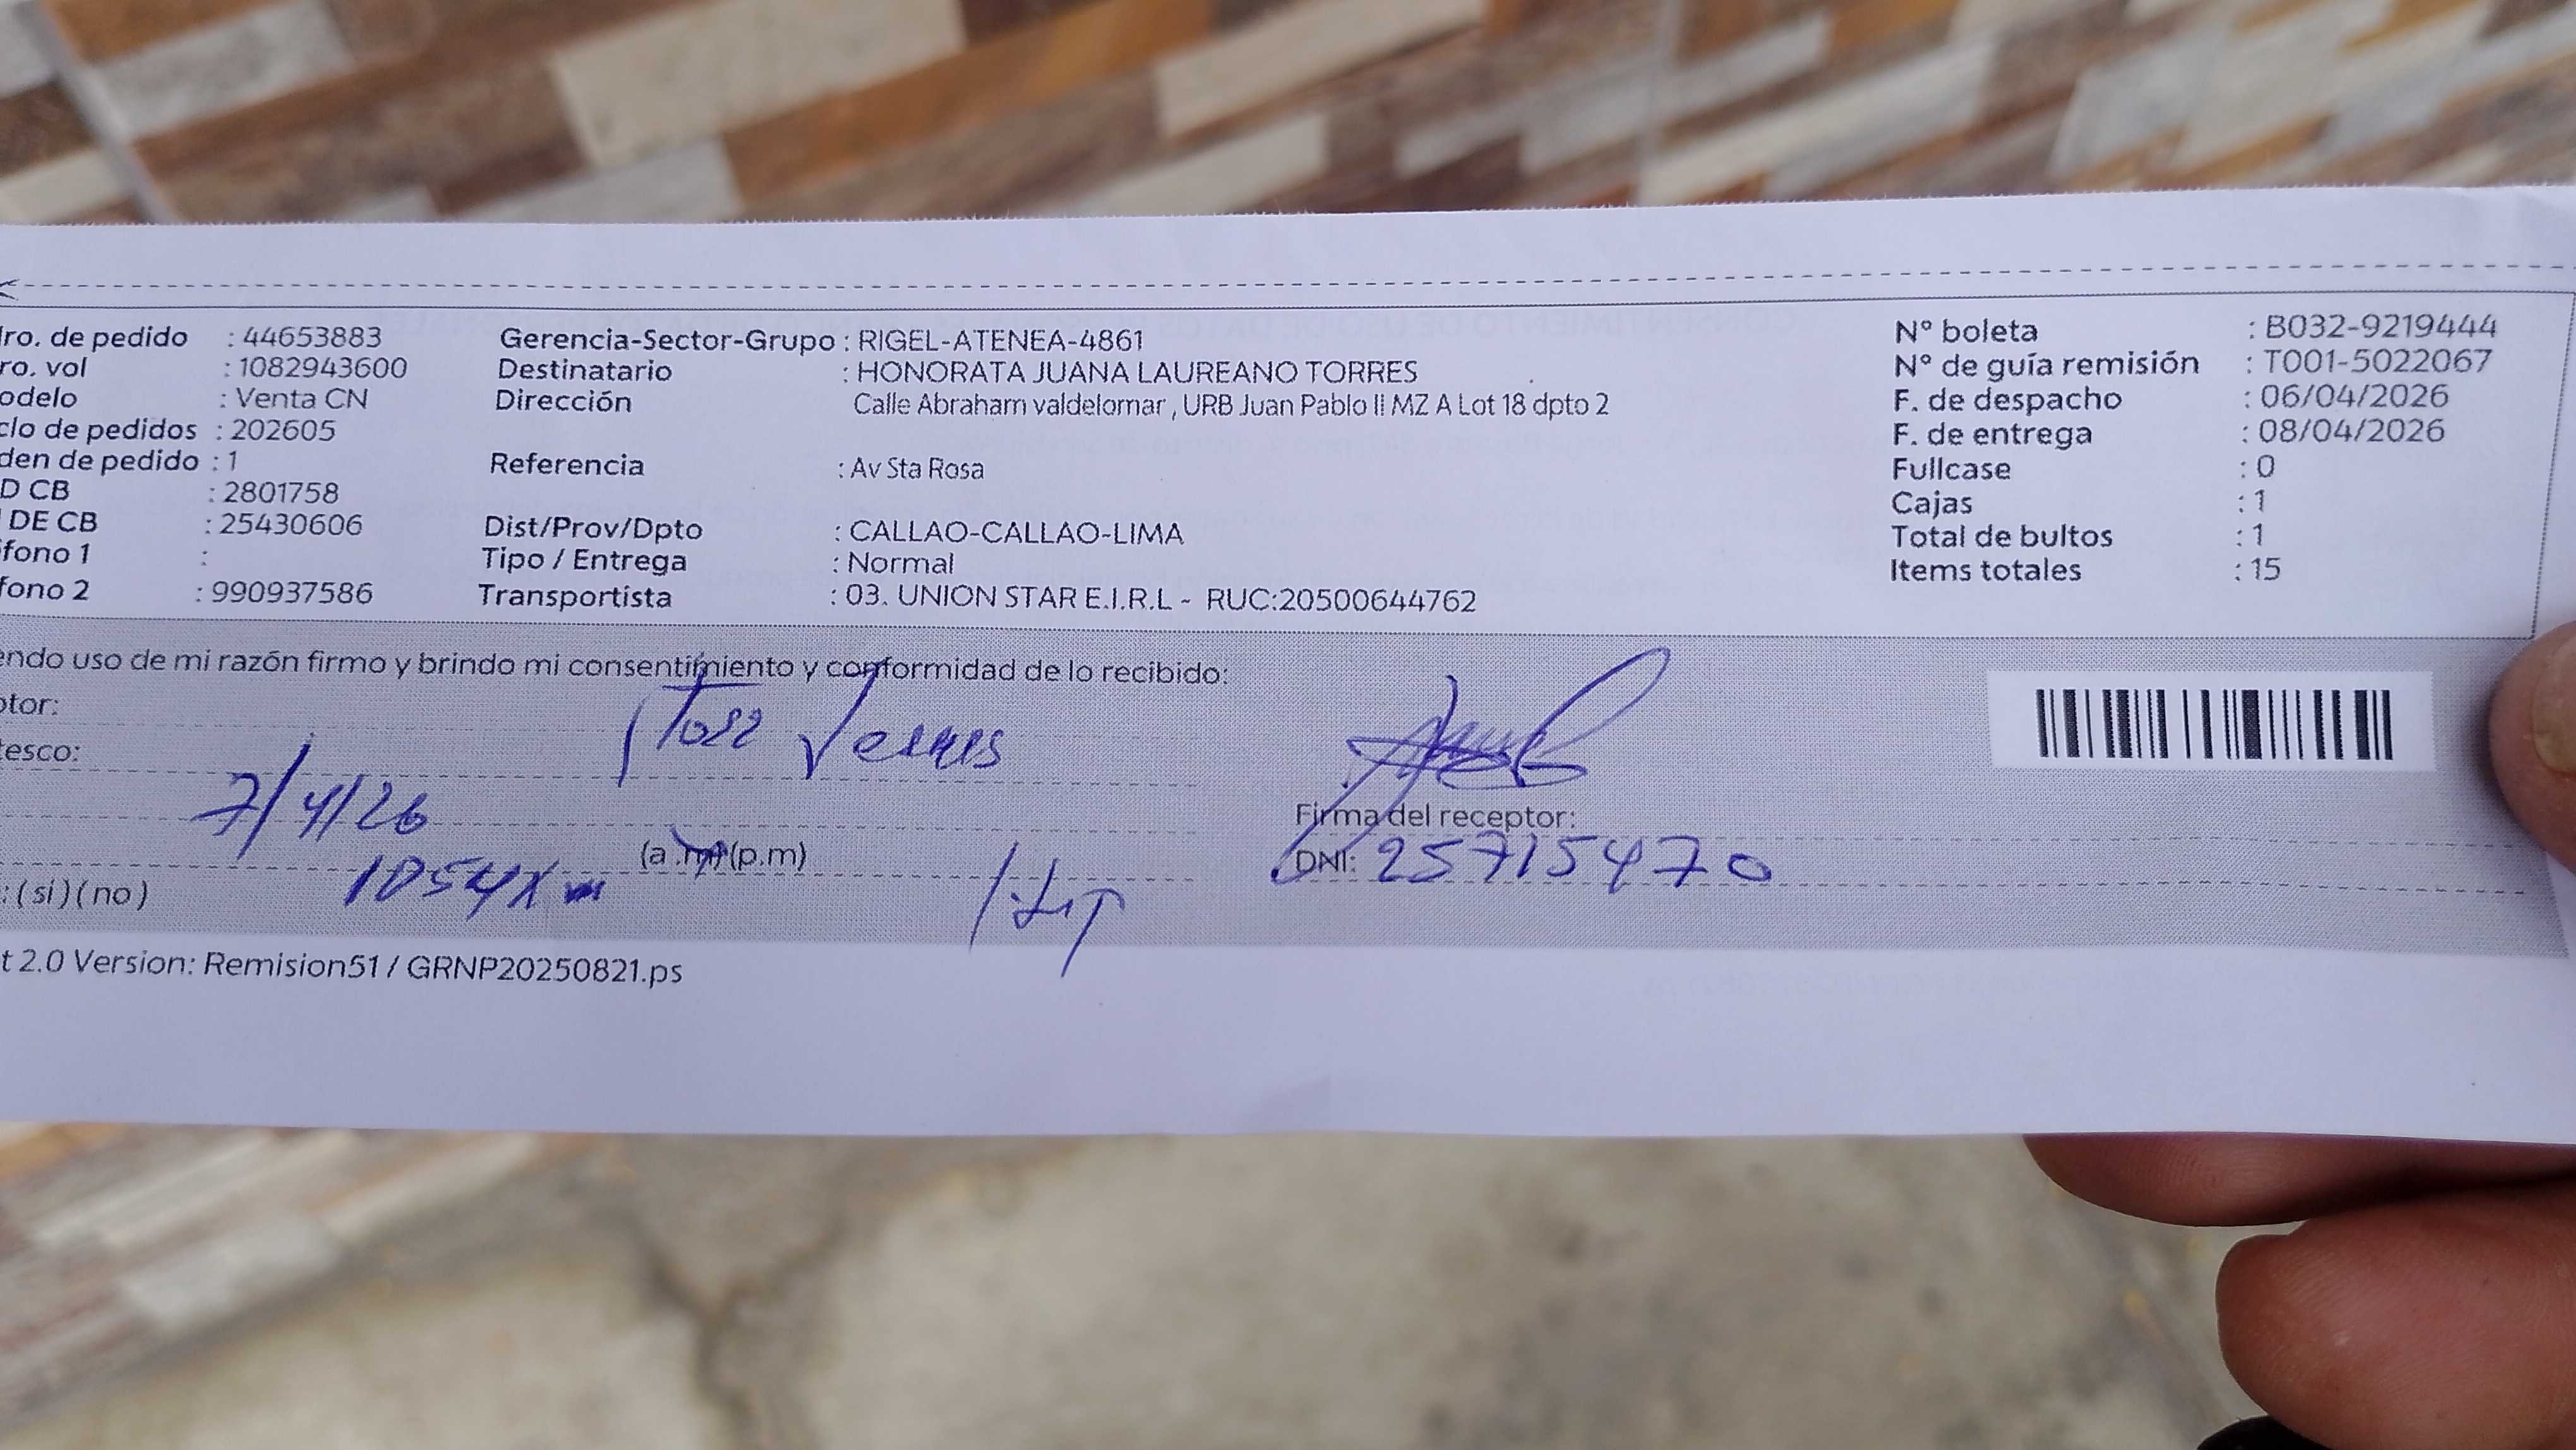 ro. de pedido : 44653883 Gerencia-Sector-Grupo : RIGEL-ATENEA-4861 N° boleta : B032-9219444
ro. vol : 1082943600 Destinatario : HONORATA JUANA LAUREANO TORRES N° de guía remisión : T001-5022067
odelo : Venta CN Dirección Calle Abraham valdelomar , URB Juan Pablo II MZ A Lot 18 dpto 2 F. de despacho : 06/04/2026
clo de pedidos : 202605 F. de entrega : 08/04/2026
den de pedido : 1 Referencia : Av Sta Rosa Fullcase : 0
D CB : 2801758 Cajas : 1
DE CB : 25430606 Dist/Prov/Dpto : CALLAO-CALLAO-LIMA Total de bultos : 1
fono 1 : Tipo / Entrega : Normal Items totales : 15
fono 2 : 990937586 Transportista : 03. UNION STAR E.I.R.L - RUC:20500644762
endo uso de mi razón firmo y brindo mi consentimiento y conformidad de lo recibido:
otor:
tesco:
7/4/26
Firma del receptor:
1054 (a.m) (p.m) DNI: 25715470
: (si) (no)
t 2.0 Version: Remision51 / GRNP20250821.ps